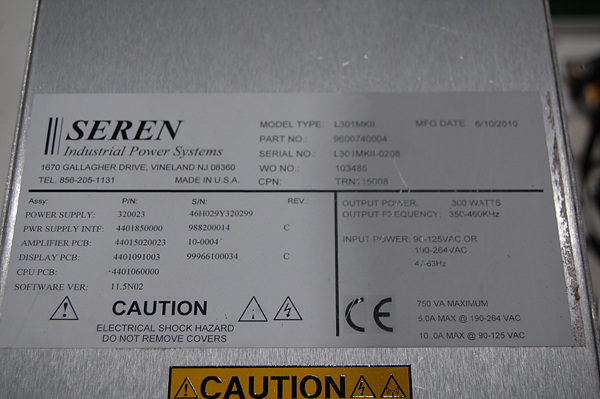 SEREN
Industrial Power Systems
1670 GALLAGHER DRIVE, VINELAND NJ 08360
TEL. 856-205-1131 MADE IN U.S.A.
MODEL TYPE: L301MKII MFG DATE 6/10/2010
PART NO.: 9600740004
SERIAL NO.: L301MKII-0208
WO NO.: 103485
CPN: TRN115008
Assy: P/N: S/N: REV.:
POWER SUPPLY: 320023 46H029Y320299
PWR SUPPLY INTF: 4401850000 988200014 C
AMPLIFIER PCB: 44015020023 10-0004
DISPLAY PCB: 4401091003 99966100034 C
CPU PCB: 4401060000
SOFTWARE VER: 11.5N02
CAUTION
ELECTRICAL SHOCK HAZARD
DO NOT REMOVE COVERS
OUTPUT POWER: 300 WATTS
OUTPUT FREQUENCY: 350-460KHz
INPUT POWER: 90-125VAC OR
190-264VAC
47-63Hz
CE
750 VA MAXIMUM
5.0A MAX @ 190-264 VAC
10.0A MAX @ 90-125 VAC
CAUTION